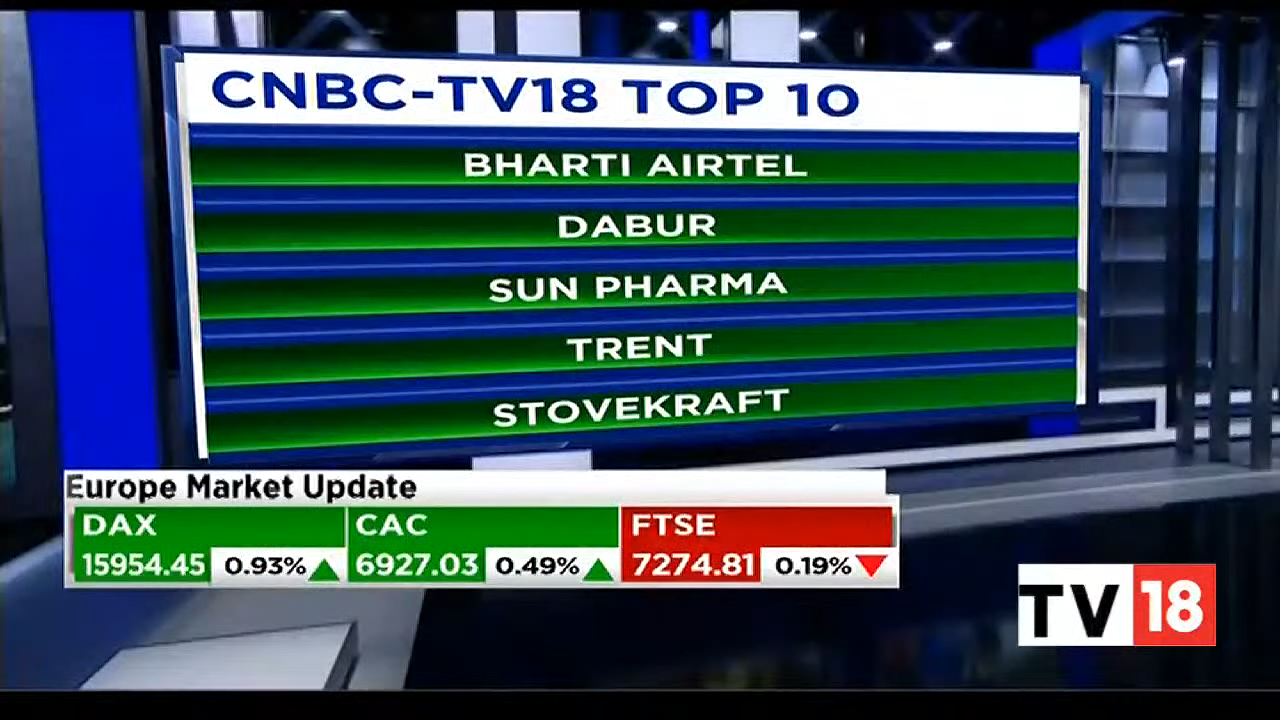 CNBC-TV18 TOP 10
BHARTI AIRTEL
DABUR
SUN PHARMA
TRENT
STOVEKRAFT
Europe Market Update
DAX
15954.45 0.93%
CAC
6927.03 0.49%
FTSE
7274.81 0.19%
TV18